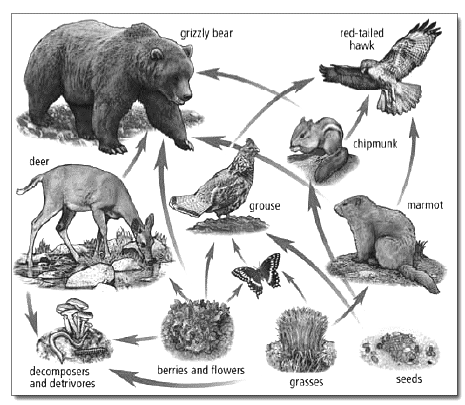 grizzly bear
red-tailed
hawk
chipmunk
deer
grouse
marmot
decomposers
and detrivores
berries and flowers
grasses
seeds